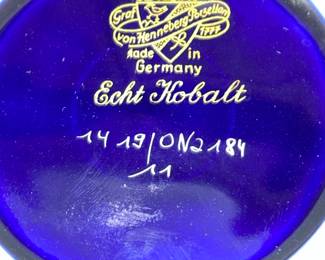 Graf
von Henneberg Porzellan
1777
Made in
Germany
Echt Kobalt
14 19/ON2184
11